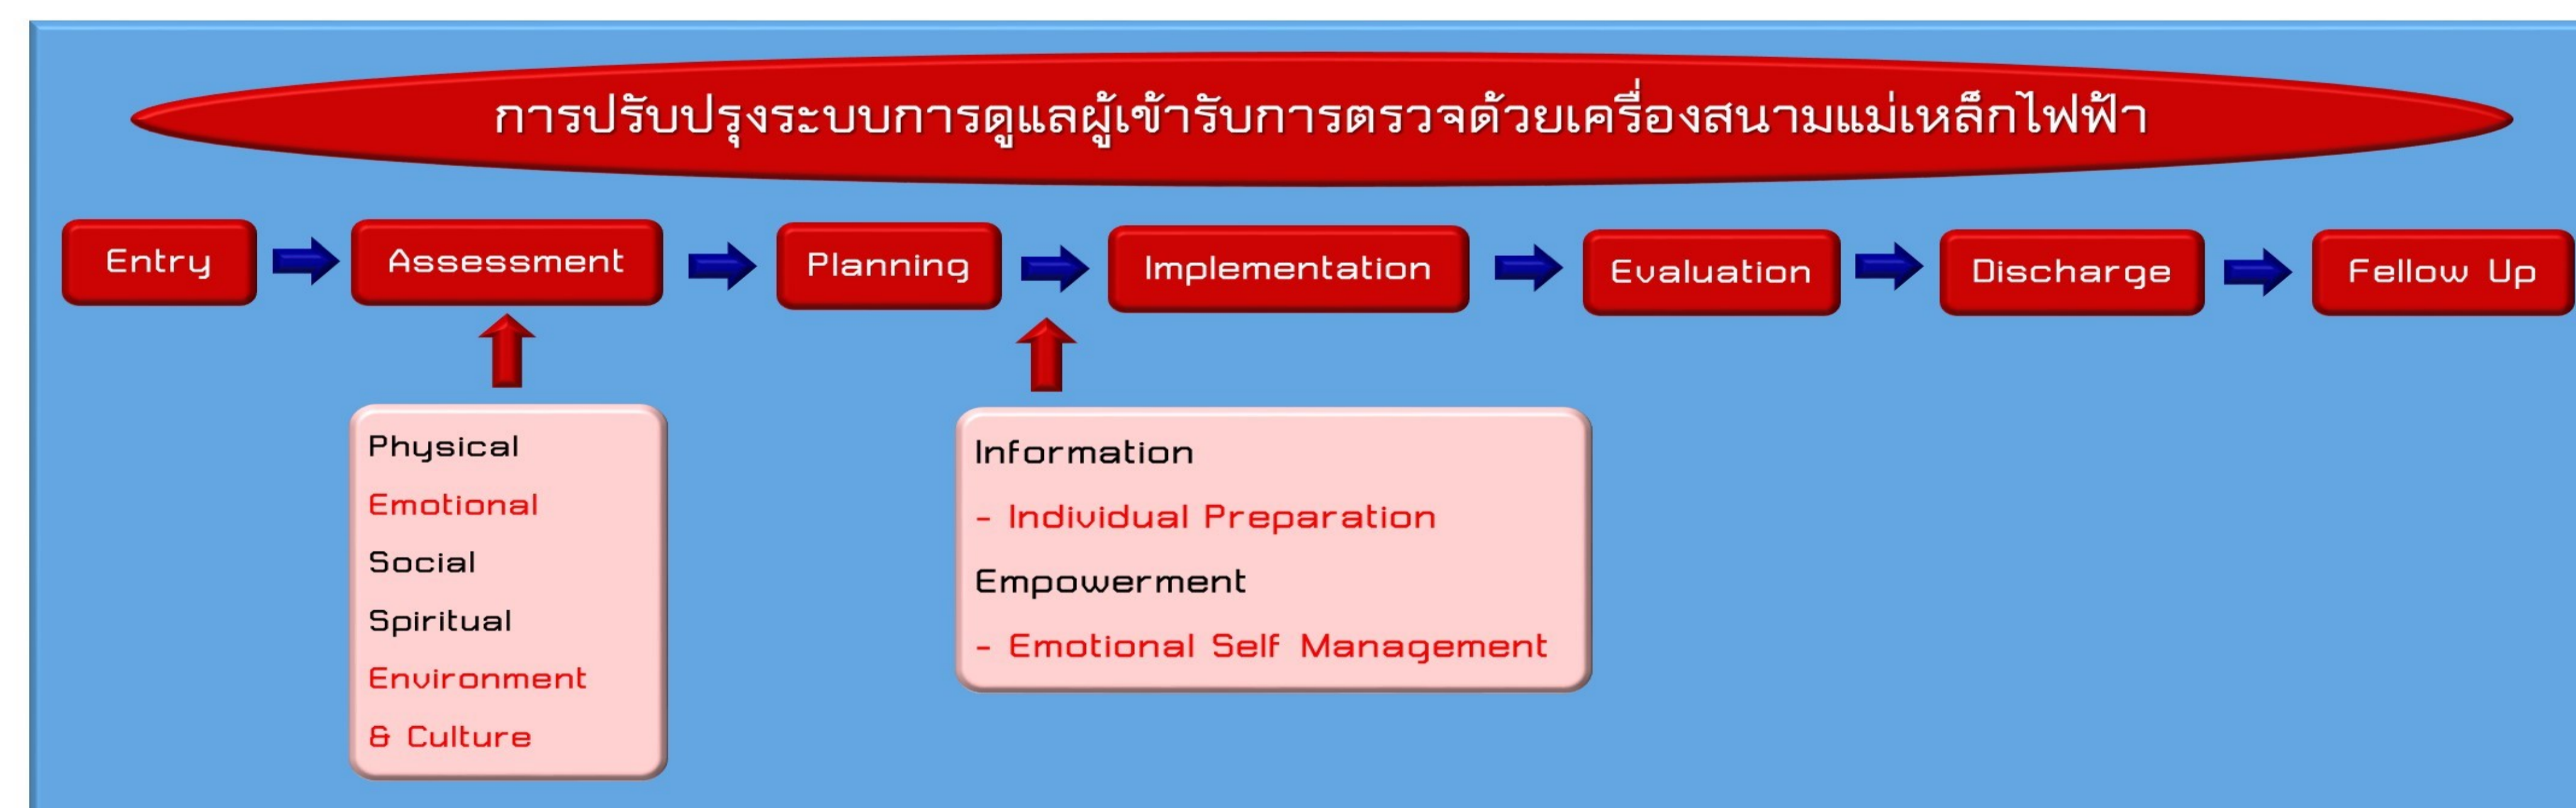 การปรับปรุงระบบการดูแลผู้เข้ารับการตรวจด้วยเครื่องสนามแม่เหล็กไฟฟ้า
Entry
Assessment
Planning
Implementation
Evaluation
Discharge
Fellow Up
Physical
Emotional
Social
Spiritual
Environment
& Culture
Information
- Individual Preparation
Empowerment
- Emotional Self Management